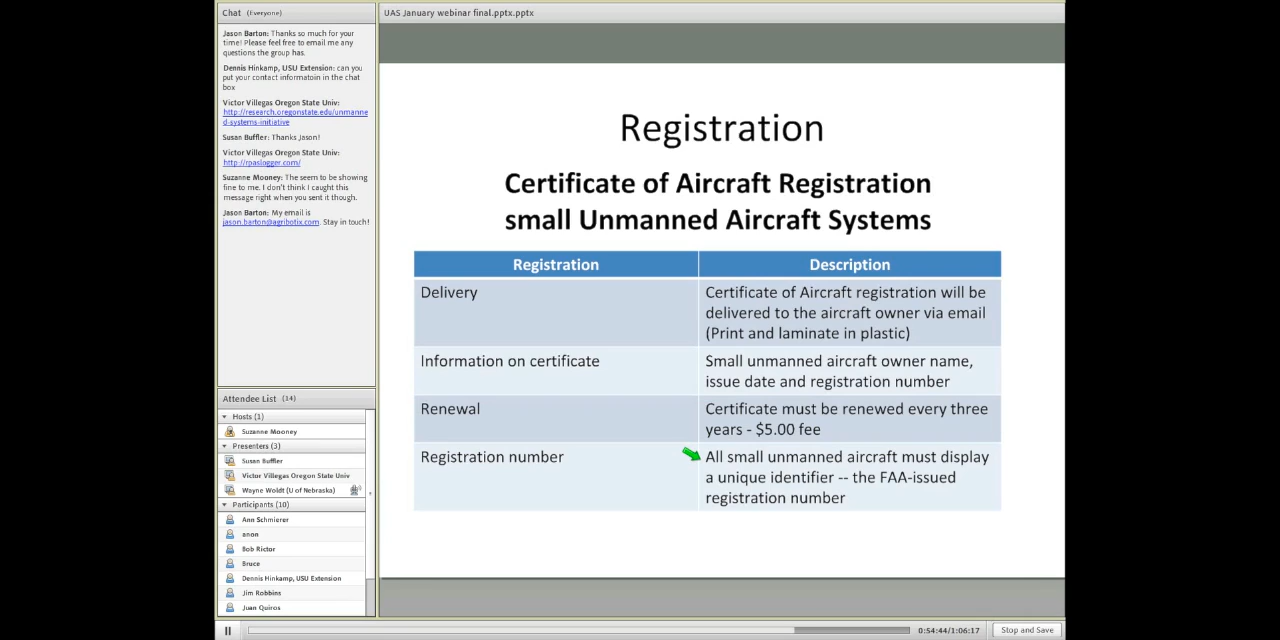 Chat (Everyone)
Jason Barton: Thanks so much for your
time! Please feel free to email me any
questions the group has.
Dennis Hinkamp, USU Extension: can you
put your contact informatoin in the chat
box
Victor Villegas Oregon State Univ:
http://research.oregonstate.edu/unmanne
d-systems-initiative
Susan Buffler: Thanks Jason!
Victor Villegas Oregon State Univ:
http://rpaslogger.com/
Suzanne Mooney: The seem to be showing
fine to me. I don't think I caught this
message right when you sent it though.
Jason Barton: My email is
jason.barton@agribotix.com. Stay in touch!
Attendee List (14)
Hosts (1)
Suzanne Mooney
Presenters (3)
Susan Buffler
Victor Villegas Oregon State Univ
Wayne Woldt (U of Nebraska)
Participants (10)
Ann Schmierer
anon
Bob Rictor
Bruce
Dennis Hinkamp, USU Extension
Jim Robbins
Juan Quiros
UAS January webinar final.pptx.pptx
Registration
Certificate of Aircraft Registration
small Unmanned Aircraft Systems
Registration Description
Delivery Certificate of Aircraft registration will be
delivered to the aircraft owner via email
(Print and laminate in plastic)
Information on certificate Small unmanned aircraft owner name,
issue date and registration number
Renewal Certificate must be renewed every three
years - $5.00 fee
Registration number All small unmanned aircraft must display
a unique identifier -- the FAA-issued
registration number
0:54:44/1:06:17
Stop and Save